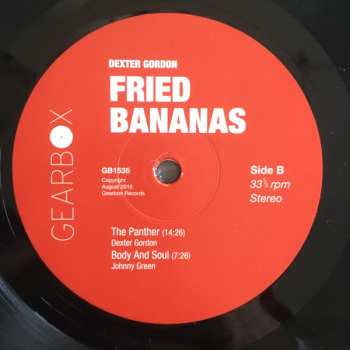 DEXTER GORDON
FRIED
BANANAS
GEARBOX
GB1535
Copyright
August 2016
Gearbox Records
Side B
33⅓ rpm
Stereo
The Panther (14:26)
Dexter Gordon
Body And Soul (7:26)
Johnny Green